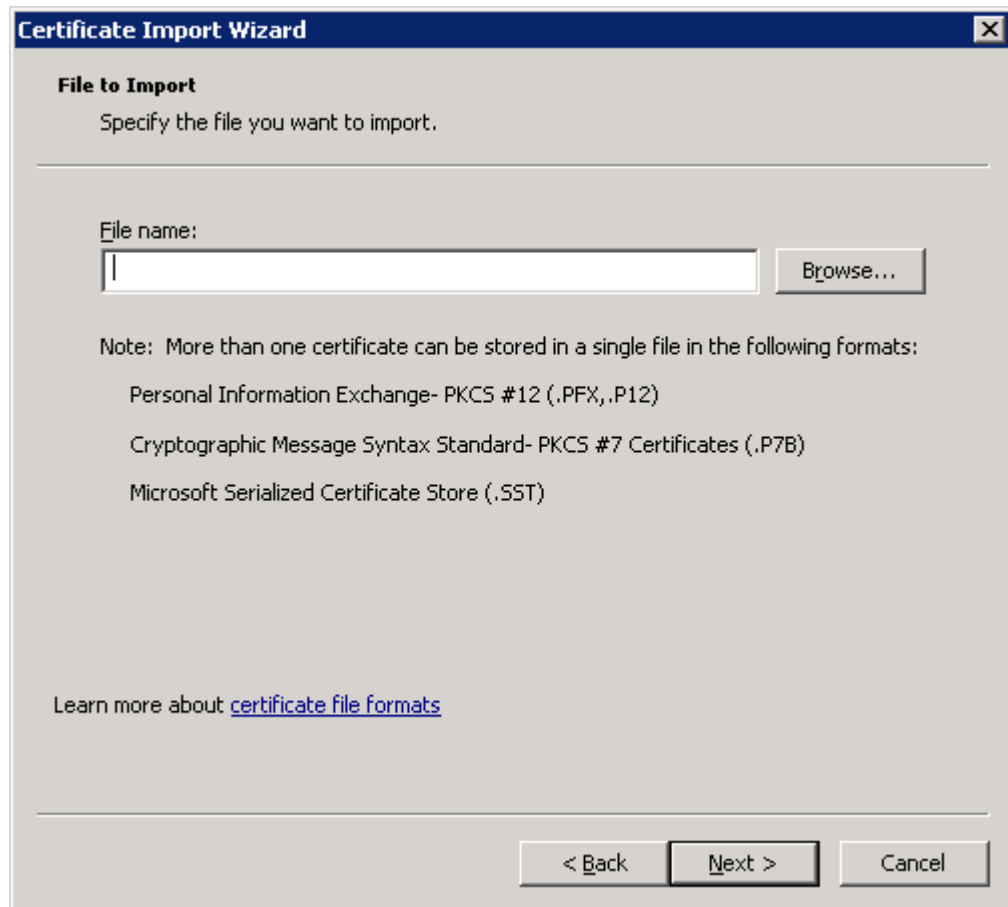 Certificate Import Wizard
File to Import
Specify the file you want to import.
File name:
Browse...
Note:  More than one certificate can be stored in a single file in the following formats:
Personal Information Exchange- PKCS #12 (.PFX,.P12)
Cryptographic Message Syntax Standard- PKCS #7 Certificates (.P7B)
Microsoft Serialized Certificate Store (.SST)
Learn more about certificate file formats
< Back
Next >
Cancel